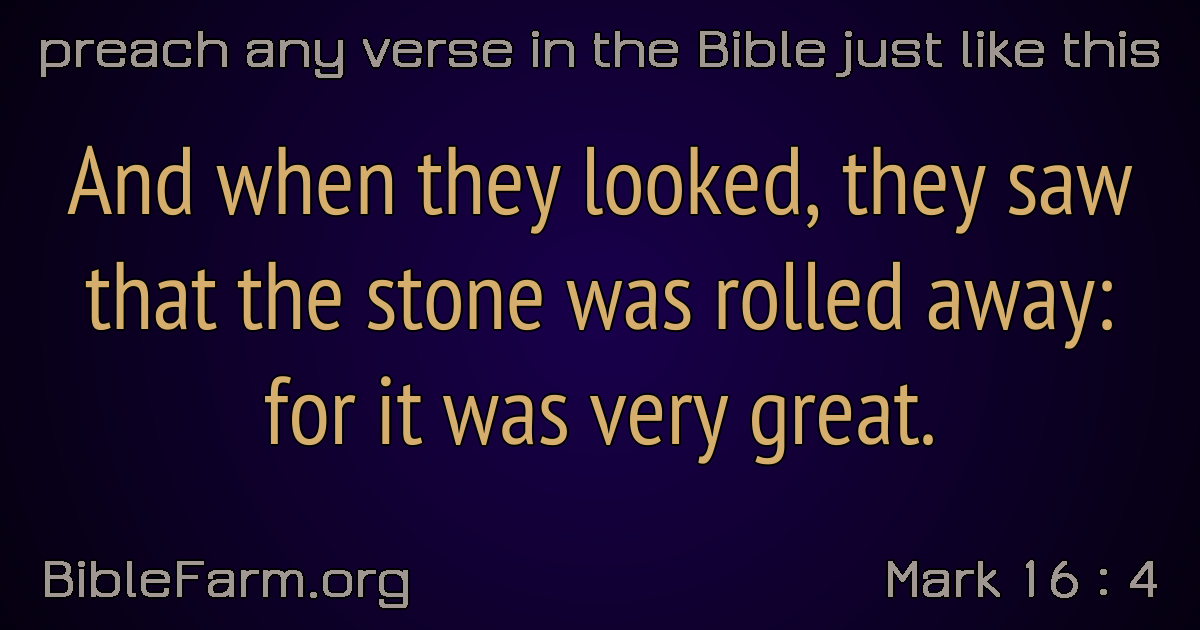 preach any verse in the Bible just like this
And when they looked, they saw
that the stone was rolled away:
for it was very great.
BibleFarm.org
Mark 16 : 4